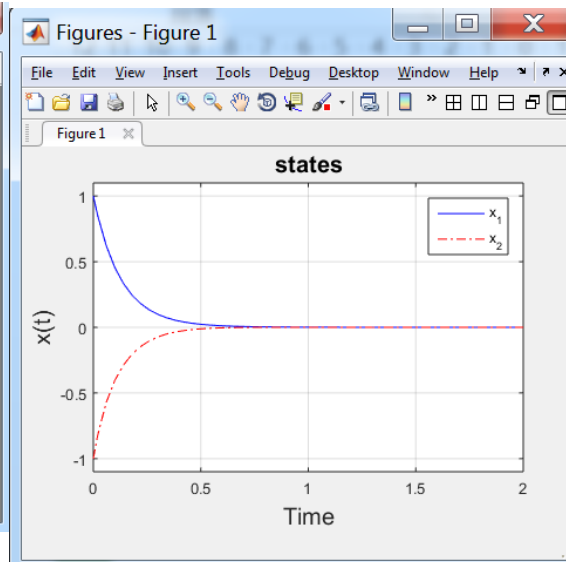 Figures - Figure 1
File Edit View Insert Tools Debug Desktop Window Help
Figure 1
states
x1
x2
1
0.5
0
-0.5
-1
x(t)
0 0.5 1 1.5 2
Time